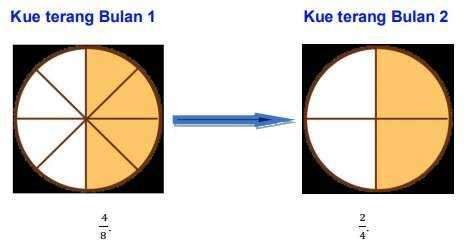 Kue terang Bulan 1
Kue terang Bulan 2
4/8.
2/4.